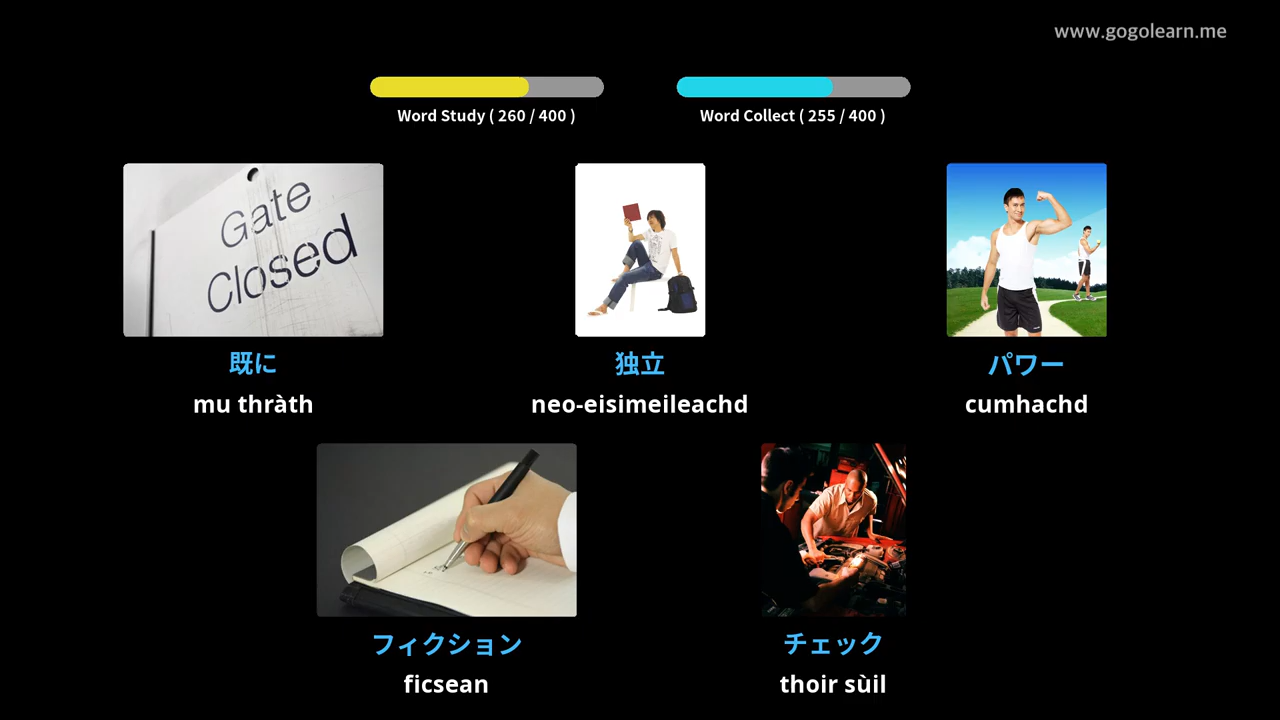 www.gogolearn.me
Word Study ( 260 / 400 )
Word Collect ( 255 / 400 )
Gate
Closed
既に
独立
パワー
mu thràth
neo-eisimeileachd
cumhachd
フィクション
チェック
ficsean
thoir sùil